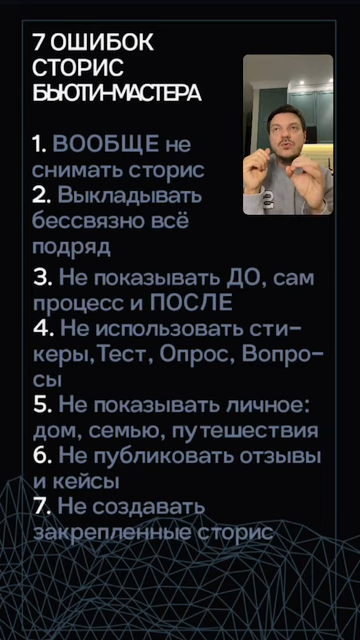 7 ОШИБОК
СТОРИС
БЬЮТИ-МАСТЕРА
1. ВООБЩЕ не
снимать сторис
2. Выкладывать
бессвязно всё
подряд
3. Не показывать ДО, сам
процесс и ПОСЛЕ
4. Не использовать сти-
керы,Тест, Опрос, Вопро-
сы
5. Не показывать личное:
дом, семью, путешествия
6. Не публиковать отзывы
и кейсы
7. Не создавать
закрепленные сторис